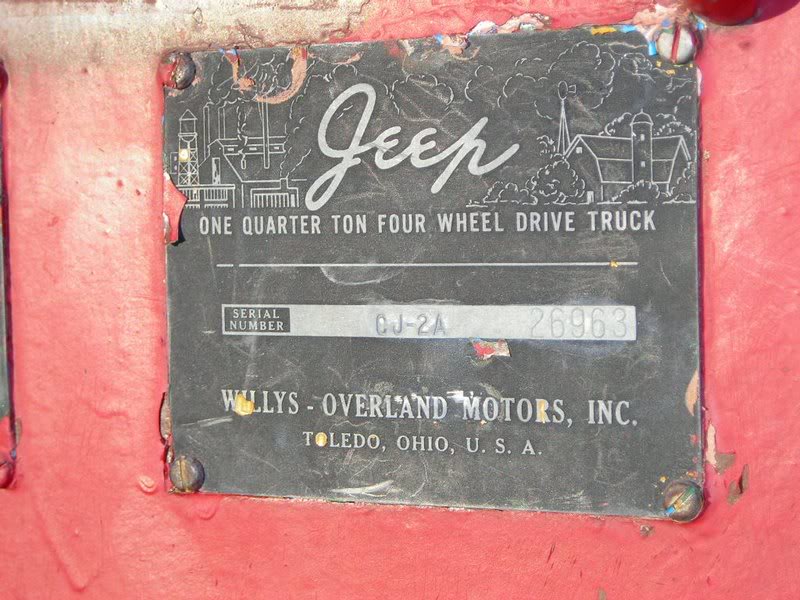 Jeep
ONE QUARTER TON FOUR WHEEL DRIVE TRUCK
SERIAL NUMBER CJ-2A 26963
WILLYS - OVERLAND MOTORS, INC.
TOLEDO, OHIO, U. S. A.